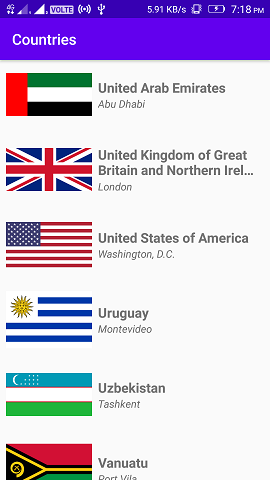 4G VOLTE 5.91 KB/s 7:18 PM
Countries
United Arab Emirates
Abu Dhabi
United Kingdom of Great
Britain and Northern Irel...
London
United States of America
Washington, D.C.
Uruguay
Montevideo
Uzbekistan
Tashkent
Vanuatu
Port Vila